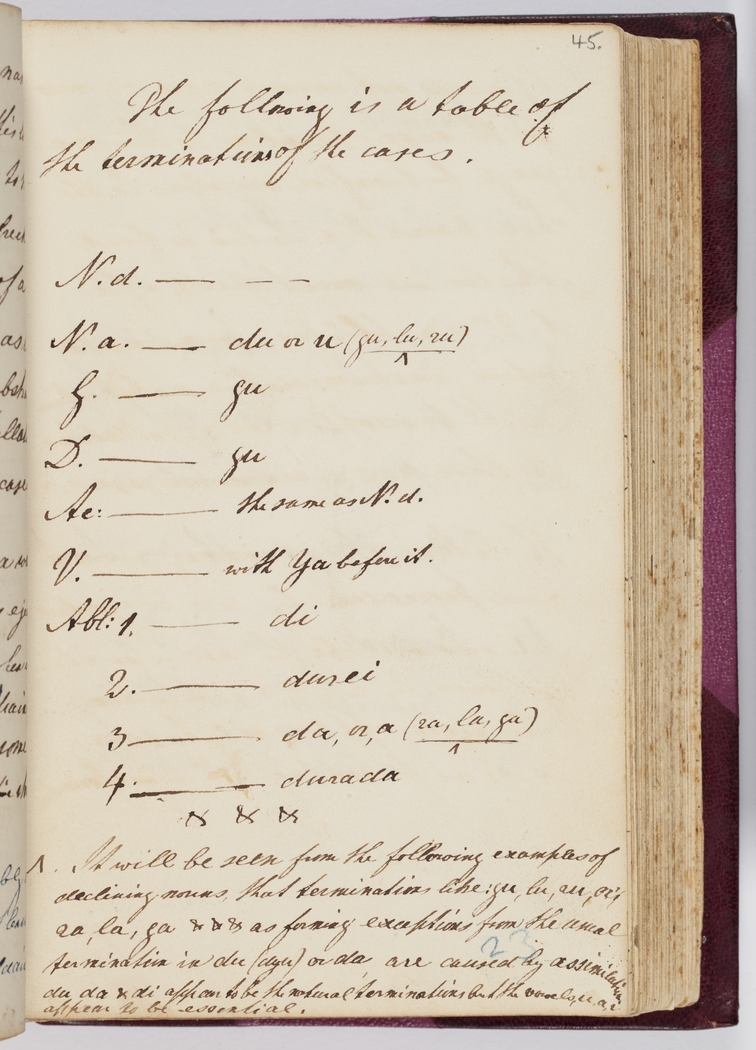 45.
The following is a table of
the terminations of the cases.
N. d. — — —
N. a. — du or u (gu, lu, ru)
^
G. — gu
D. — gu
Ac: — the same as N. d.
V. — with Ya before it.
Abl: 1. — di
2. — durei
3 — da, or, a (ra, la, ga)
^
4. — durada
^. It will be seen from the following examples of
declining nouns, that terminations like: gu, lu, ru, or,
ra, la, ga as forming exceptions from the usual
termination in du (dyu) or da, are caused by assimilation
du da & di appear to be the natural terminations but the vowels, u, a, i
appear to be essential.